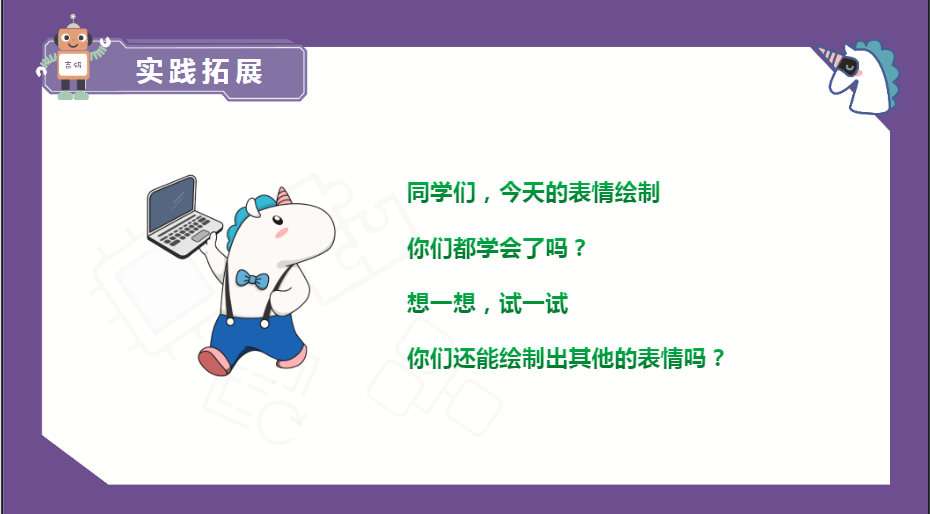 实践拓展
同学们，今天的表情绘制
你们都学会了吗？
想一想，试一试
你们还能绘制出其他的表情吗？